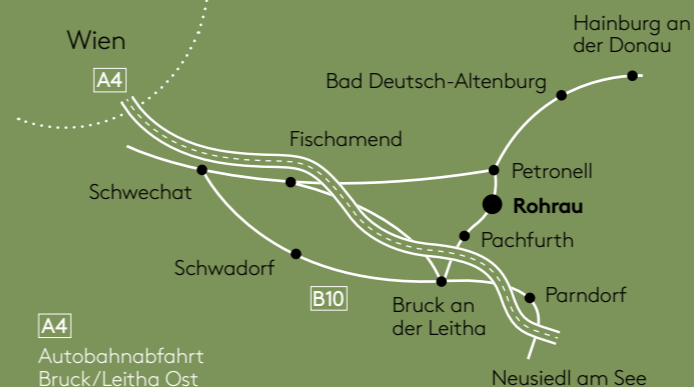 Hainburg an
der Donau
Wien
A4
Bad Deutsch-Altenburg
Fischamend
Petronell
Schwechat
Rohrau
Pachfurth
Schwadorf
B10
Bruck an
der Leitha
Parndorf
A4
Autobahnabfahrt
Bruck/Leitha Ost
Neusiedl am See